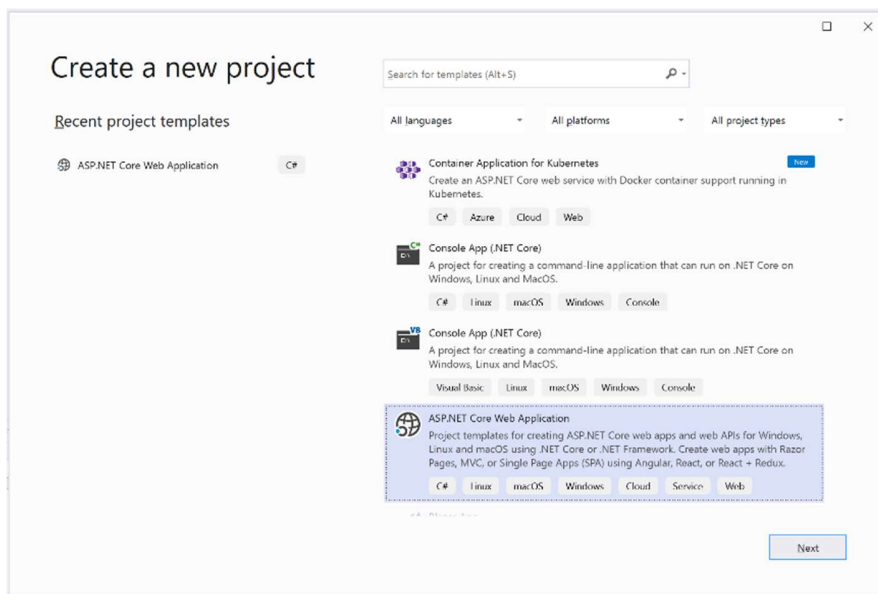 Create a new project
Search for templates (Alt+S)
Recent project templates
All languages
All platforms
All project types
ASP.NET Core Web Application
C#
Container Application for Kubernetes
New
Create an ASP.NET Core web service with Docker container support running in
Kubernetes.
C# Azure Cloud Web
Console App (.NET Core)
A project for creating a command-line application that can run on .NET Core on
Windows, Linux and MacOS.
C# Linux macOS Windows Console
Console App (.NET Core)
A project for creating a command-line application that can run on .NET Core on
Windows, Linux and MacOS.
Visual Basic Linux macOS Windows Console
ASP.NET Core Web Application
Project templates for creating ASP.NET Core web apps and web APIs for Windows,
Linux and macOS using .NET Core or .NET Framework. Create web apps with Razor
Pages, MVC, or Single Page Apps (SPA) using Angular, React, or React + Redux.
C# Linux macOS Windows Cloud Service Web
Next